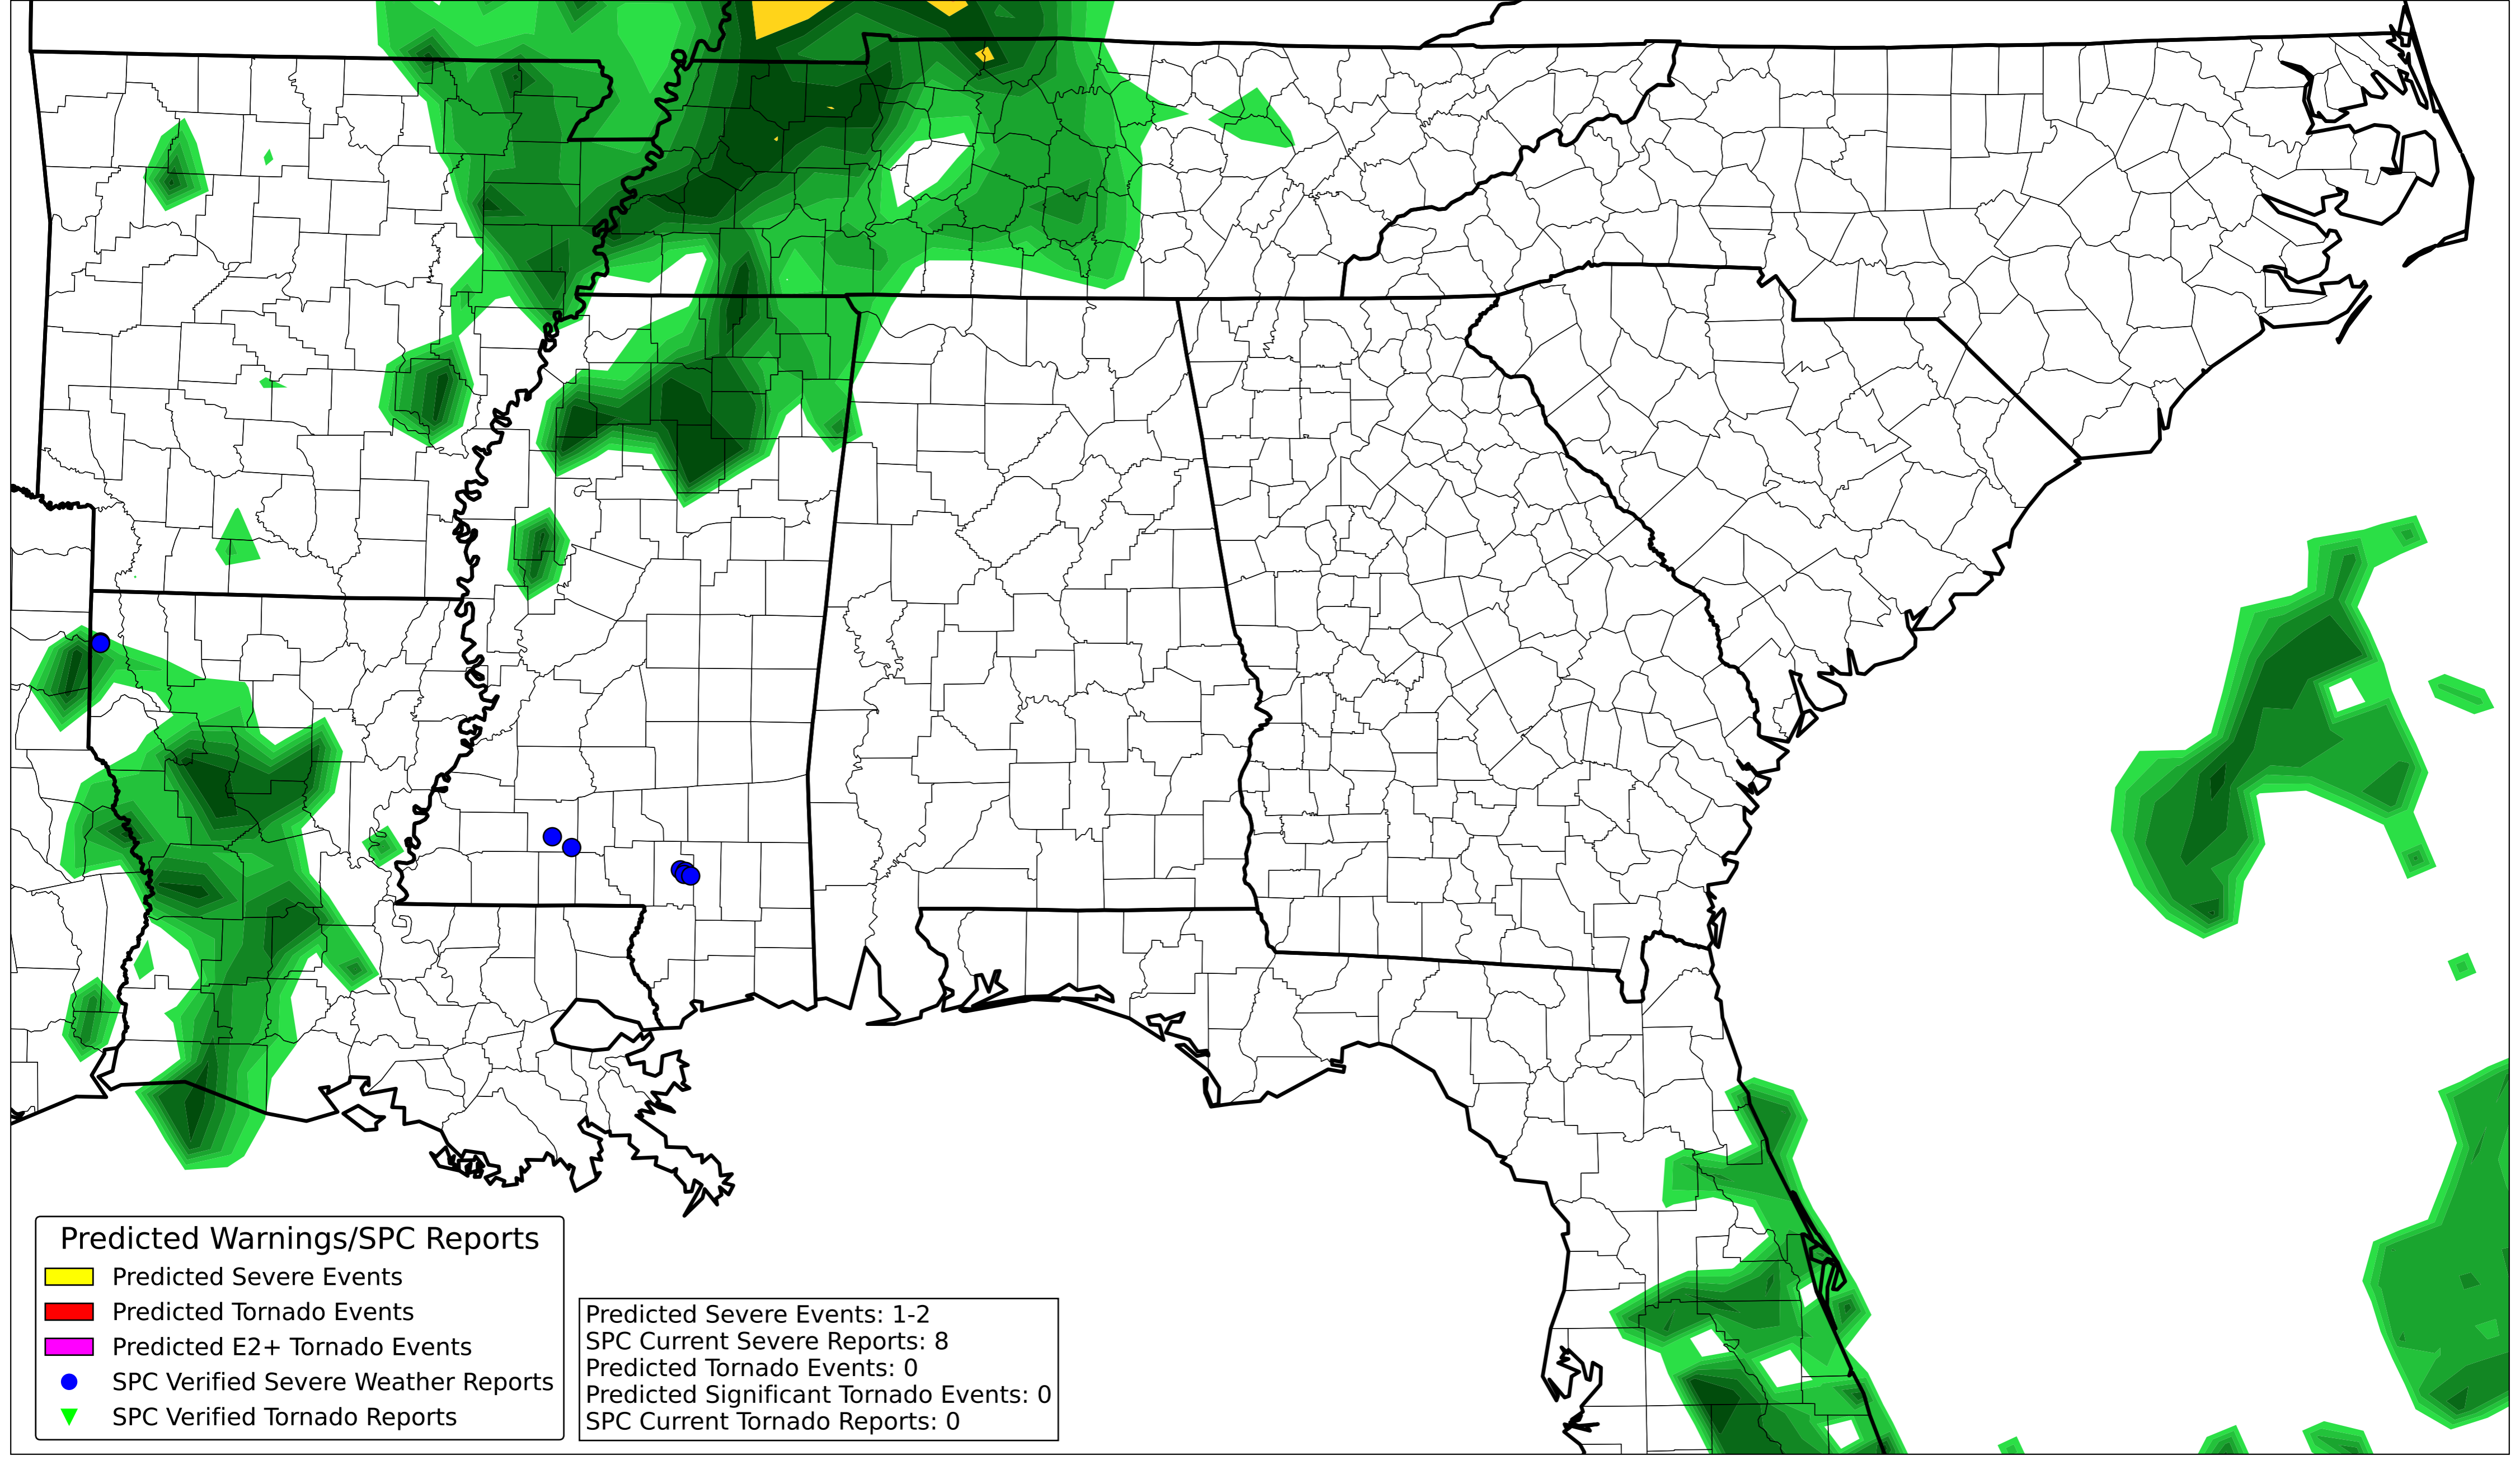 Predicted Warnings/SPC Reports
Predicted Severe Events
Predicted Tornado Events
Predicted E2+ Tornado Events
SPC Verified Severe Weather Reports
SPC Verified Tornado Reports
Predicted Severe Events: 1-2
SPC Current Severe Reports: 8
Predicted Tornado Events: 0
Predicted Significant Tornado Events: 0
SPC Current Tornado Reports: 0